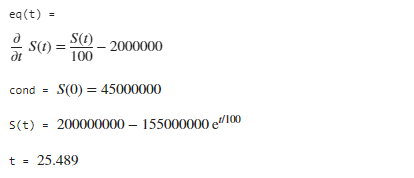 eq(t) =
∂/∂t S(t) = S(t)/100 − 2000000
cond = S(0) = 45000000
S(t) = 200000000 − 155000000 e^(t/100)
t = 25.489